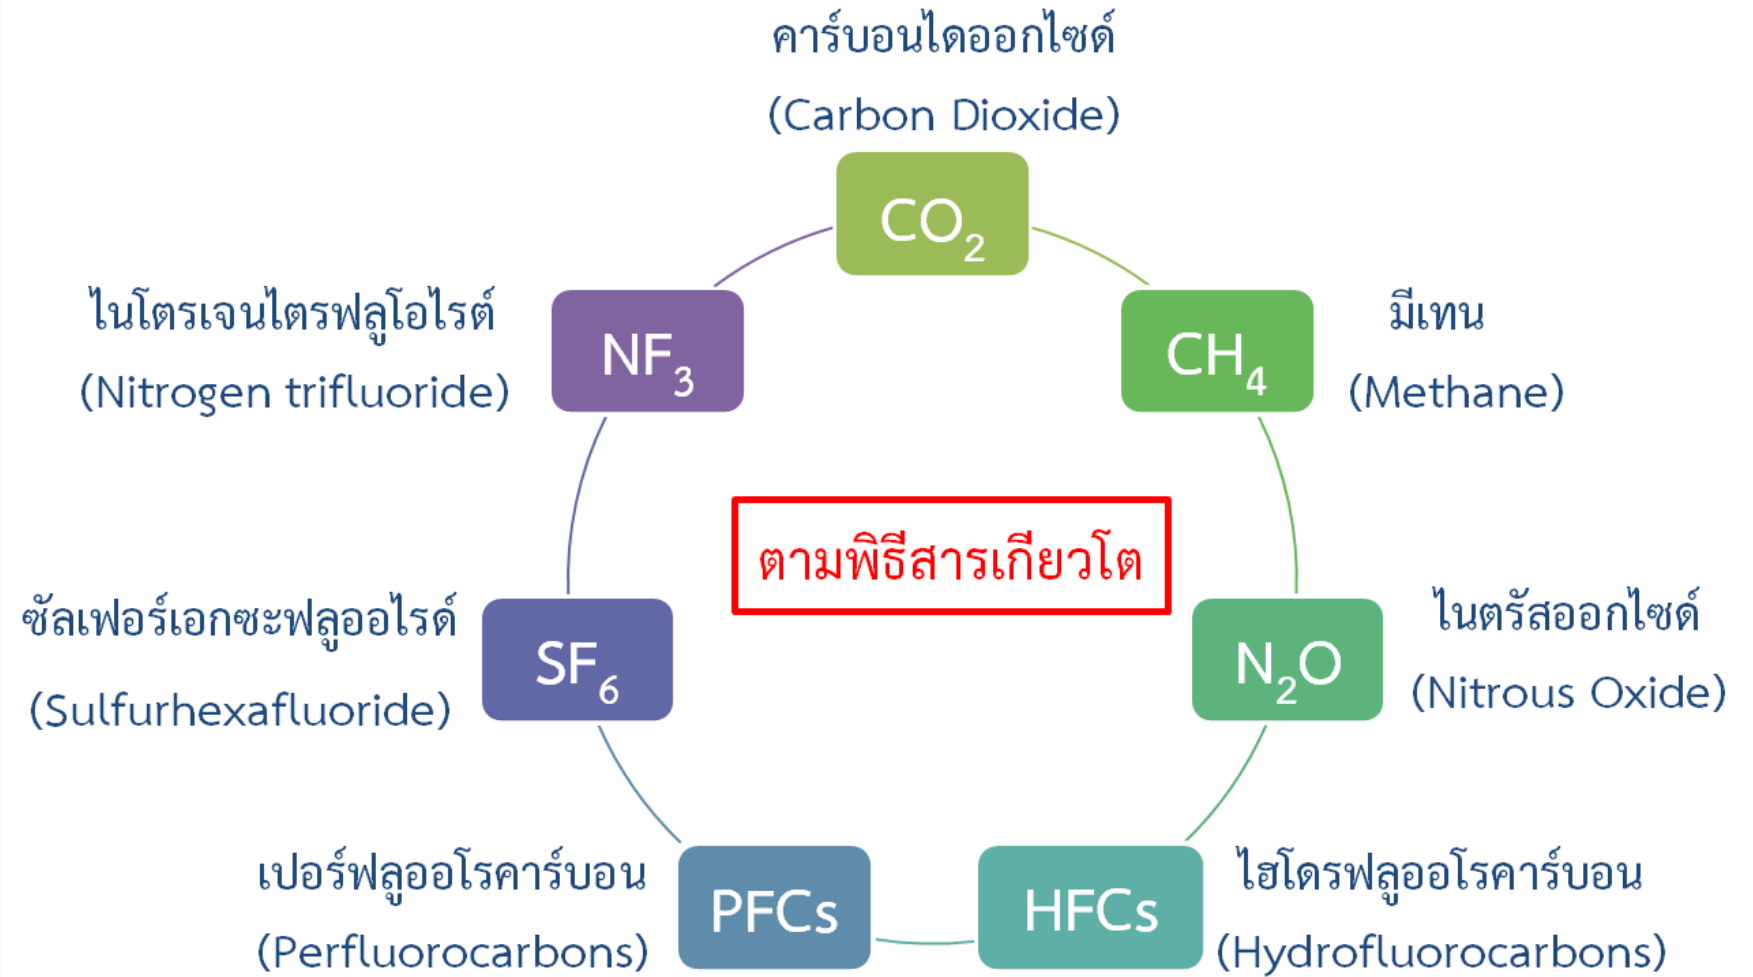 คาร์บอนไดออกไซด์
(Carbon Dioxide)
CO₂
ไนโตรเจนไตรฟลูโอไรต์
(Nitrogen trifluoride)
NF₃
CH₄
มีเทน
(Methane)
ตามพิธีสารเกียวโต
ซัลเฟอร์เอกซะฟลูออไรด์
(Sulfurhexafluoride)
SF₆
N₂O
ไนตรัสออกไซด์
(Nitrous Oxide)
เปอร์ฟลูออโรคาร์บอน
(Perfluorocarbons)
PFCs
HFCs
ไฮโดรฟลูออโรคาร์บอน
(Hydrofluorocarbons)